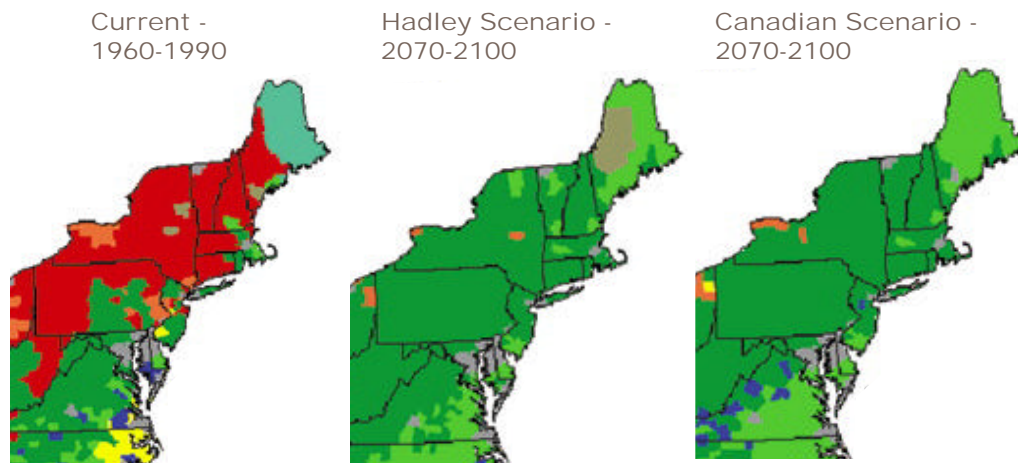 Current -
1960-1990
Hadley Scenario -
2070-2100
Canadian Scenario -
2070-2100